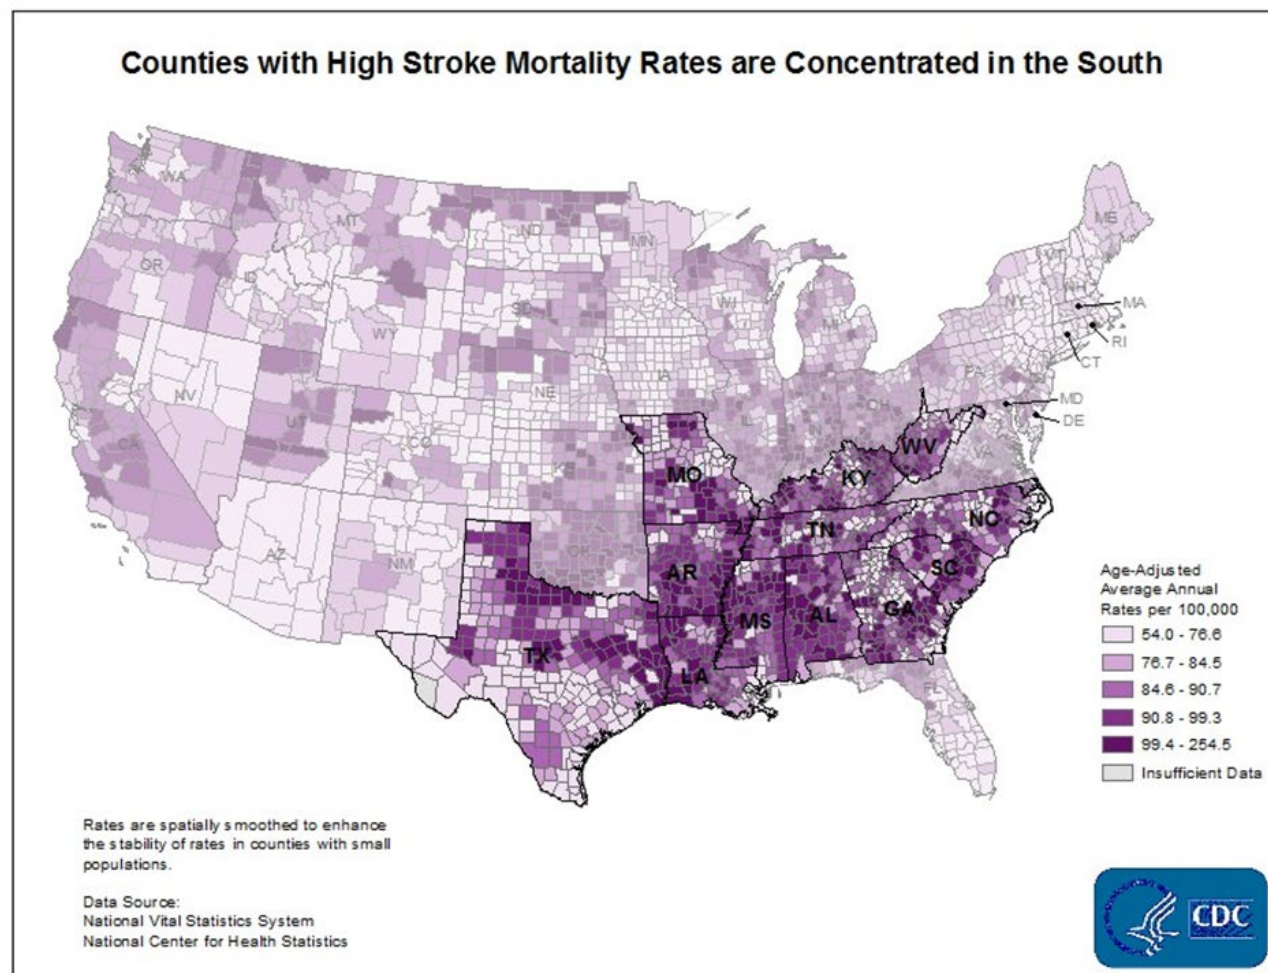 Counties with High Stroke Mortality Rates are Concentrated in the South
WA
MT
ND
MN
ME
OR
ID
SD
WI
MI
NY
VT
NH
MA
RI
CT
WY
IA
NE
PA
MD
DE
NV
UT
CO
IL
OH
VA
CA
KS
MO
KY
WV
AZ
NM
OK
AR
TN
NC
SC
MS
AL
GA
TX
LA
FL
Age-Adjusted
Average Annual
Rates per 100,000
54.0 - 76.6
76.7 - 84.5
84.6 - 90.7
90.8 - 99.3
99.4 - 254.5
Insufficient Data
Rates are spatially smoothed to enhance
the stability of rates in counties with small
populations.
Data Source:
National Vital Statistics System
National Center for Health Statistics
CDC